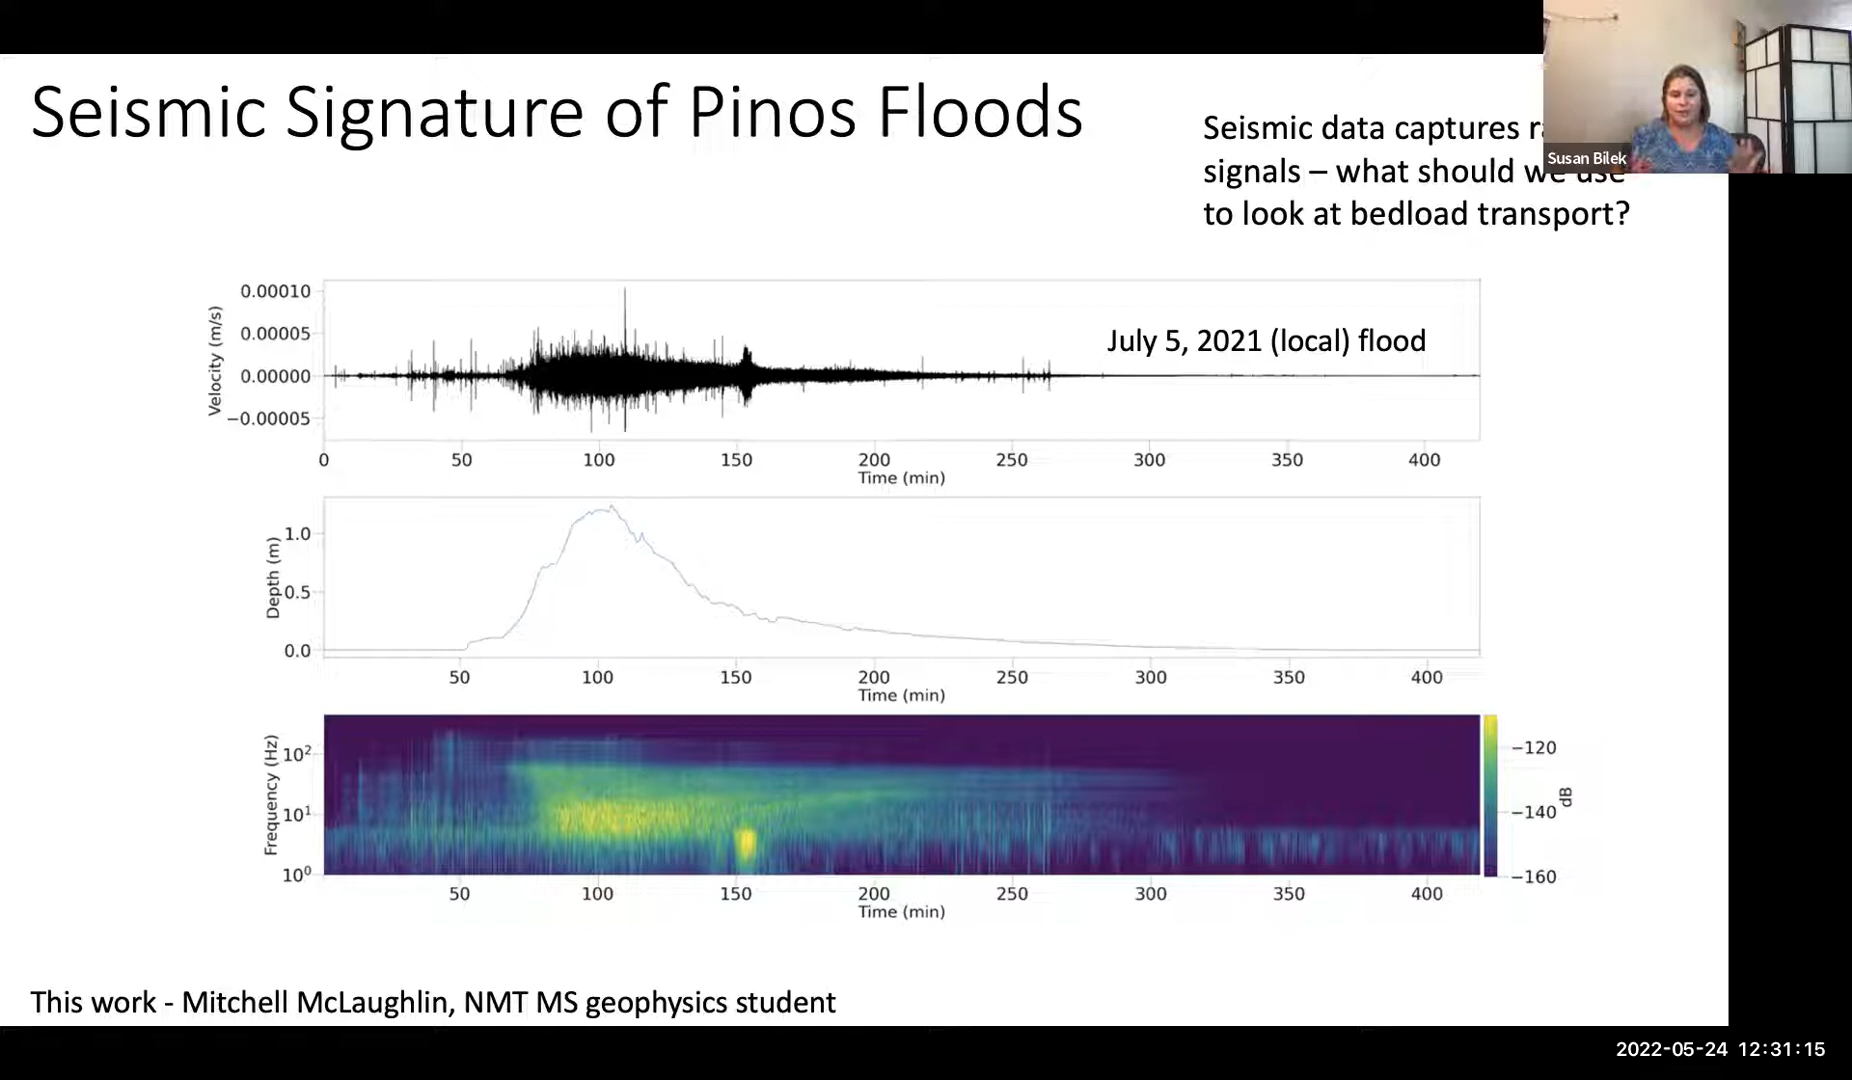 Seismic Signature of Pinos Floods
Seismic data captures
signals – what should we use
to look at bedload transport?
Susan Bilek
July 5, 2021 (local) flood
Velocity (m/s)
0.00010
0.00005
0.00000
−0.00005
0 50 100 150 200 250 300 350 400
Time (min)
Depth (m)
1.0
0.5
0.0
50 100 150 200 250 300 350 400
Time (min)
Frequency (Hz)
10²
10¹
10⁰
50 100 150 200 250 300 350 400
Time (min)
−120
−140
−160
dB
This work - Mitchell McLaughlin, NMT MS geophysics student
2022-05-24 12:31:15